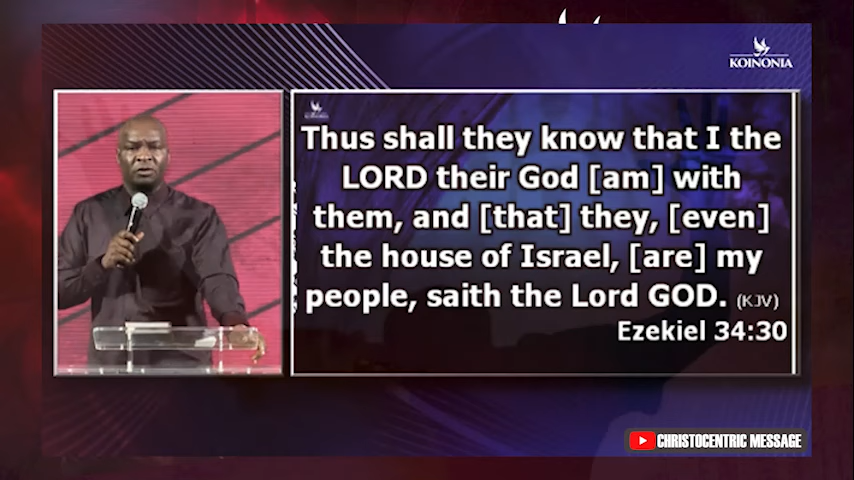 KOINONIA
KOINONIA
Thus shall they know that I the
LORD their God [am] with
them, and [that] they, [even]
the house of Israel, [are] my
people, saith the Lord GOD. (KJV)
Ezekiel 34:30
CHRISTOCENTRIC MESSAGE